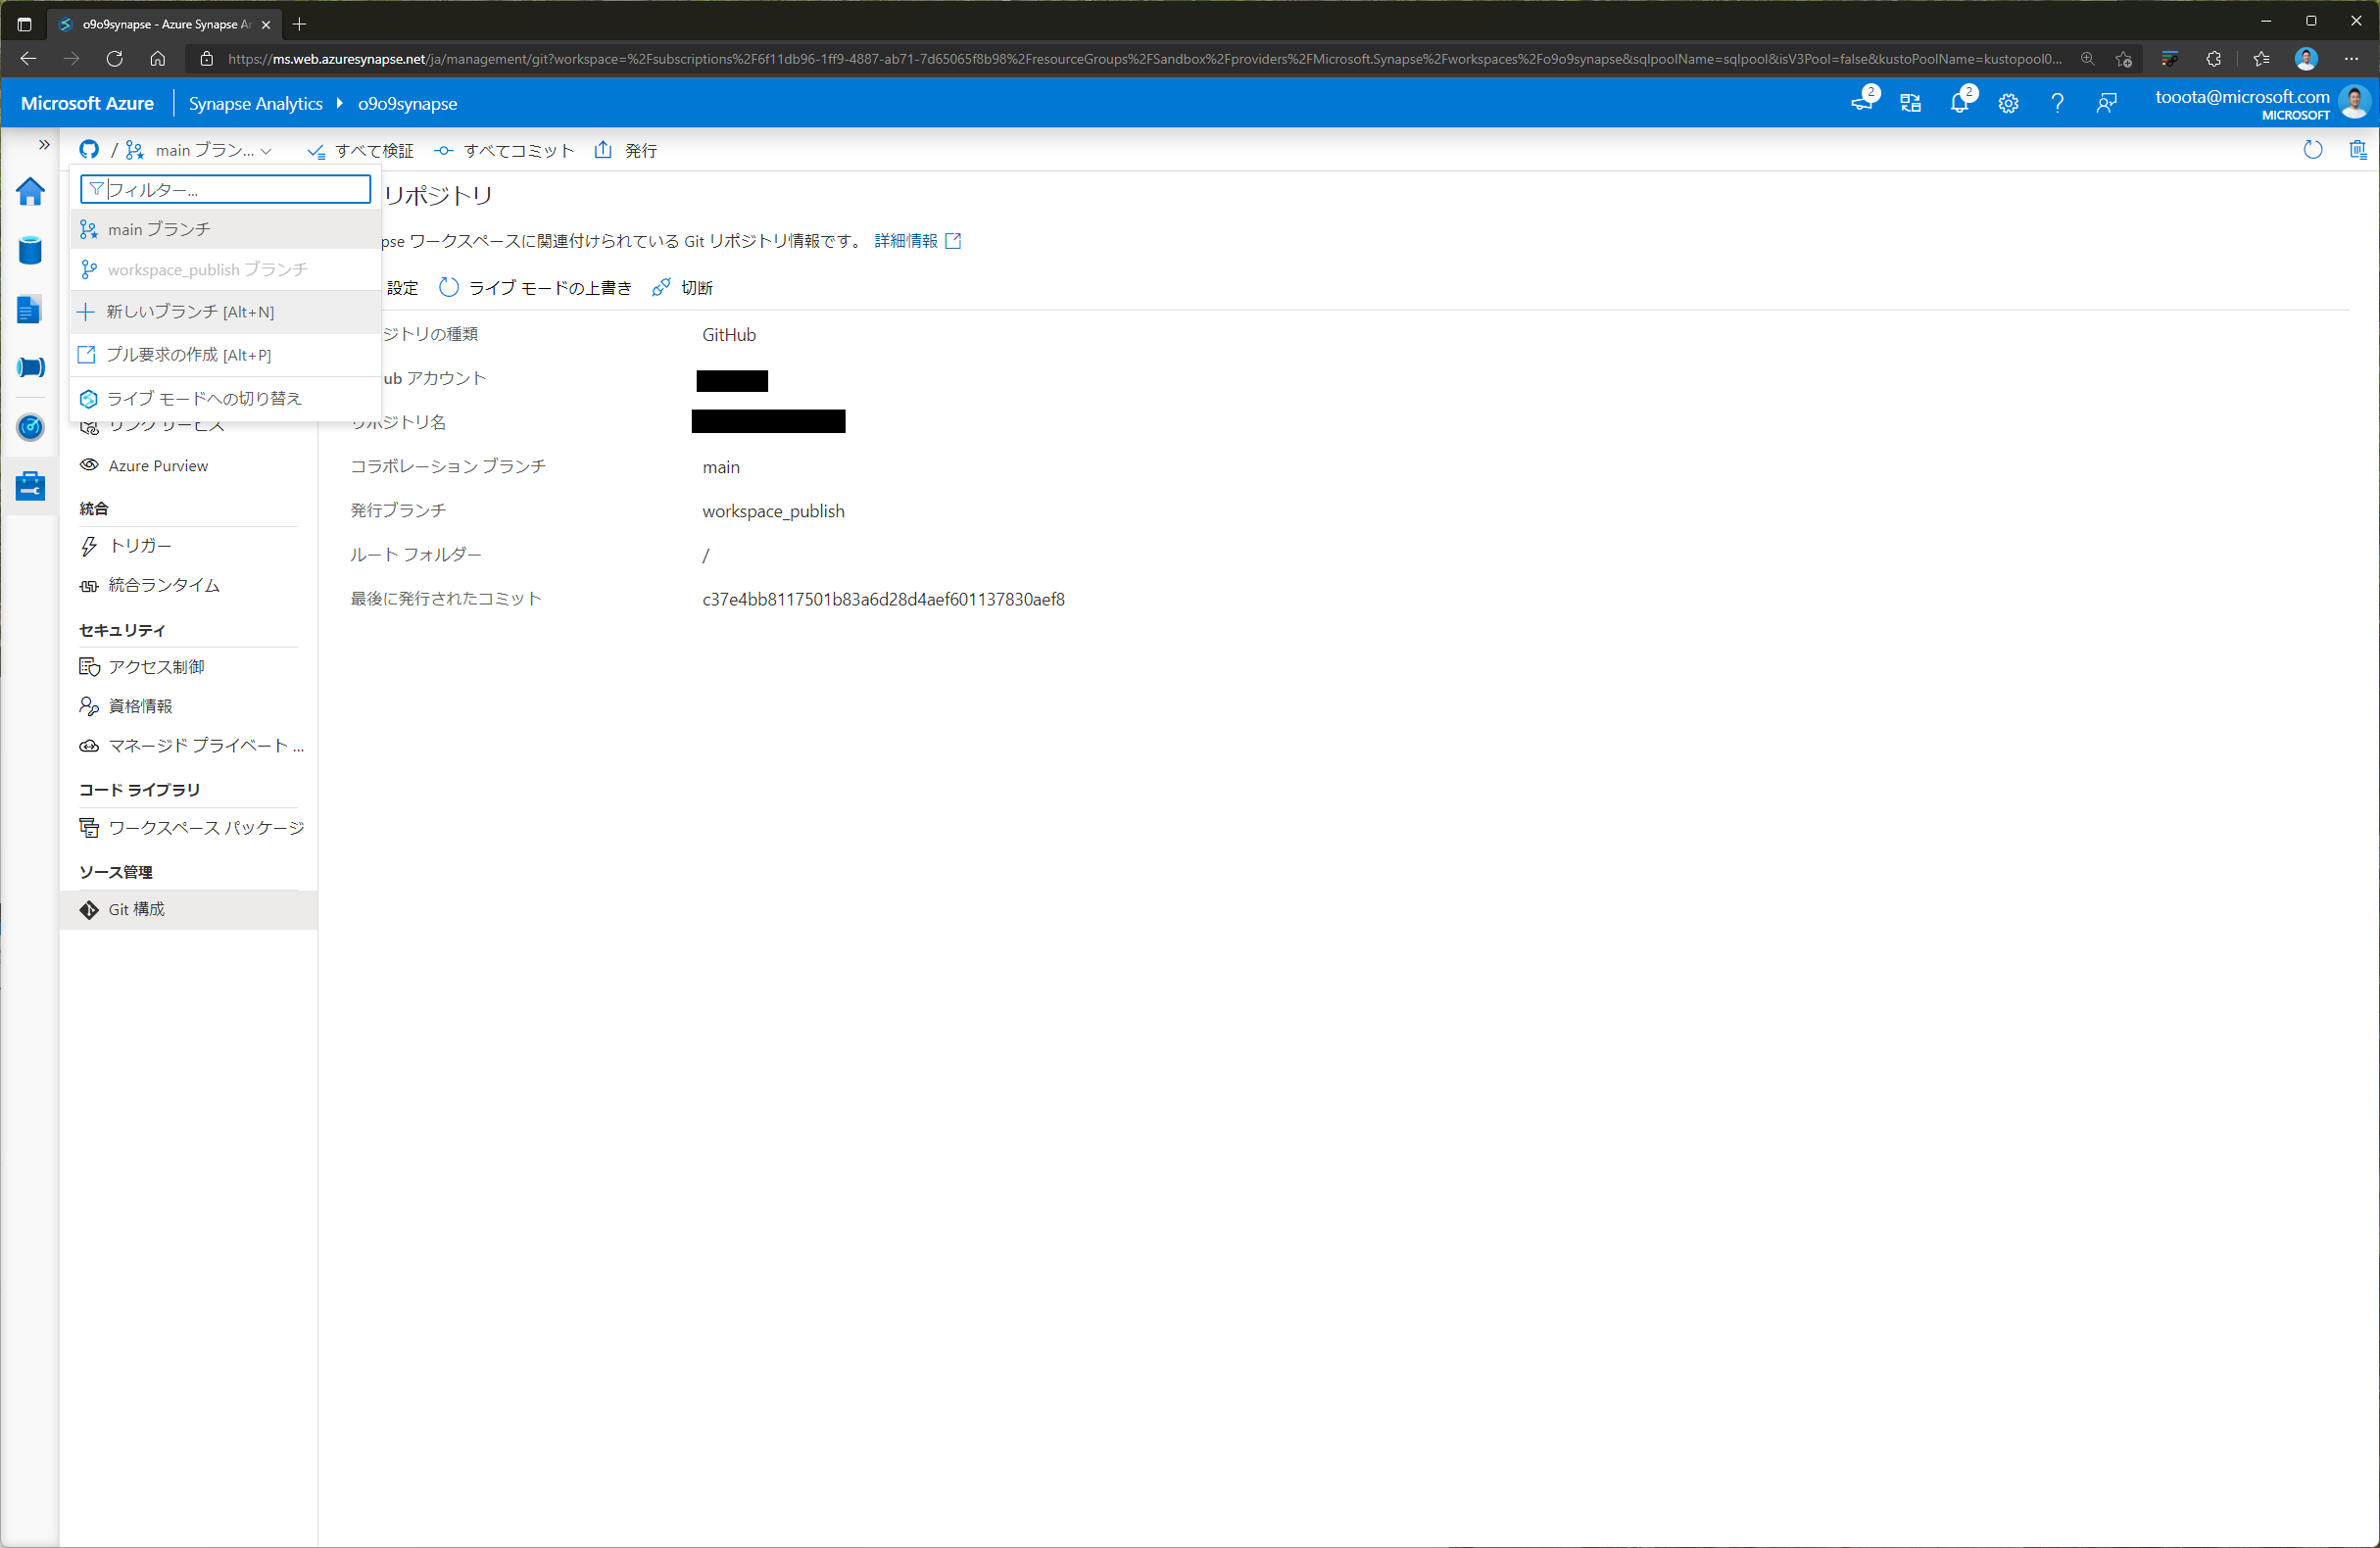 o9o9synapse - Azure Synapse A
https://ms.web.azuresynapse.net/ja/management/git?workspace=%2Fsubscriptions%2F6f11db96-1ff9-4887-ab71-7d65065f8b98%2FresourceGroups%2FSandbox%2Fproviders%2FMicrosoft.Synapse%2Fworkspaces%2Fo9o9synapse&sqlpoolName=sqlpool&isV3Pool=false&kustoPoolName=kustopool0...
Microsoft Azure Synapse Analytics o9o9synapse 2 2 tooota@microsoft.com
MICROSOFT
/ main ブラン... すべて検証 すべてコミット 発行
フィルター...
main ブランチ
workspace_publish ブランチ
新しいブランチ [Alt+N]
プル要求の作成 [Alt+P]
ライブ モードへの切り替え
リンク サービス
Azure Purview
統合
トリガー
統合ランタイム
セキュリティ
アクセス制御
資格情報
マネージド プライベート ...
コード ライブラリ
ワークスペース パッケージ
ソース管理
Git 構成
リポジトリ
pse ワークスペースに関連付けられている Git リポジトリ情報です。 詳細情報
設定 ライブ モードの上書き 切断
ジトリの種類 GitHub
ub アカウント
リポジトリ名
コラボレーション ブランチ main
発行ブランチ workspace_publish
ルート フォルダー /
最後に発行されたコミット c37e4bb8117501b83a6d28d4aef601137830aef8